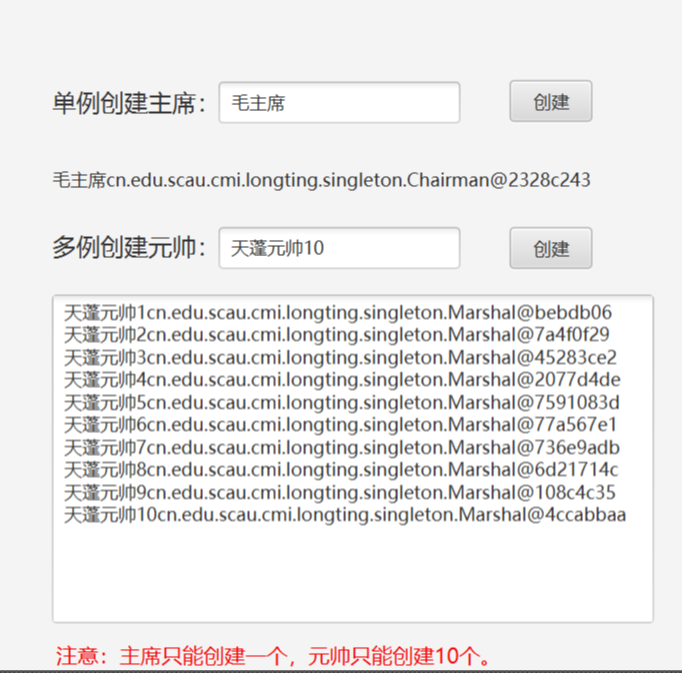 单例创建主席： 毛主席 创建
毛主席cn.edu.scau.cmi.longting.singleton.Chairman@2328c243
多例创建元帅： 天蓬元帅10 创建
天蓬元帅1cn.edu.scau.cmi.longting.singleton.Marshal@bebdb06
天蓬元帅2cn.edu.scau.cmi.longting.singleton.Marshal@7a4f0f29
天蓬元帅3cn.edu.scau.cmi.longting.singleton.Marshal@45283ce2
天蓬元帅4cn.edu.scau.cmi.longting.singleton.Marshal@2077d4de
天蓬元帅5cn.edu.scau.cmi.longting.singleton.Marshal@7591083d
天蓬元帅6cn.edu.scau.cmi.longting.singleton.Marshal@77a567e1
天蓬元帅7cn.edu.scau.cmi.longting.singleton.Marshal@736e9adb
天蓬元帅8cn.edu.scau.cmi.longting.singleton.Marshal@6d21714c
天蓬元帅9cn.edu.scau.cmi.longting.singleton.Marshal@108c4c35
天蓬元帅10cn.edu.scau.cmi.longting.singleton.Marshal@4ccabbaa
注意：主席只能创建一个，元帅只能创建10个。